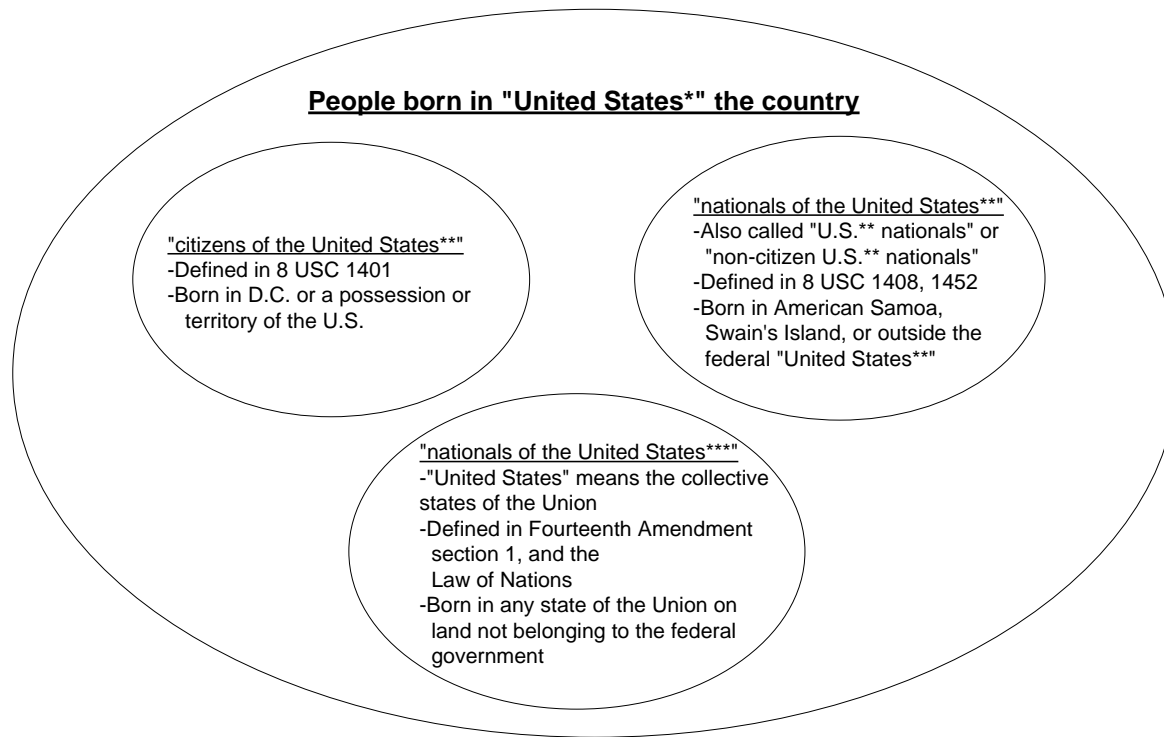 People born in "United States*" the country
"citizens of the United States**"
-Defined in 8 USC 1401
-Born in D.C. or a possession or
territory of the U.S.
"nationals of the United States**"
-Also called "U.S.** nationals" or
"non-citizen U.S.** nationals"
-Defined in 8 USC 1408, 1452
-Born in American Samoa,
Swain's Island, or outside the
federal "United States**"
"nationals of the United States***"
-"United States" means the collective
states of the Union
-Defined in Fourteenth Amendment
section 1, and the
Law of Nations
-Born in any state of the Union on
land not belonging to the federal
government